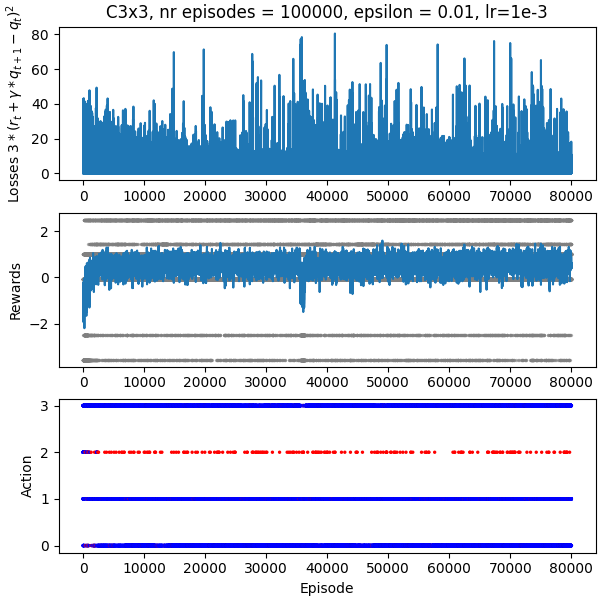 C3x3, nr episodes = 100000, epsilon = 0.01, lr=1e-3
Losses 3 * (r_t + γ * q_{t+1} − q_t)^2
80
60
40
20
0
0 10000 20000 30000 40000 50000 60000 70000 80000
Rewards
2
0
−2
0 10000 20000 30000 40000 50000 60000 70000 80000
Action
3
2
1
0
0 10000 20000 30000 40000 50000 60000 70000 80000
Episode